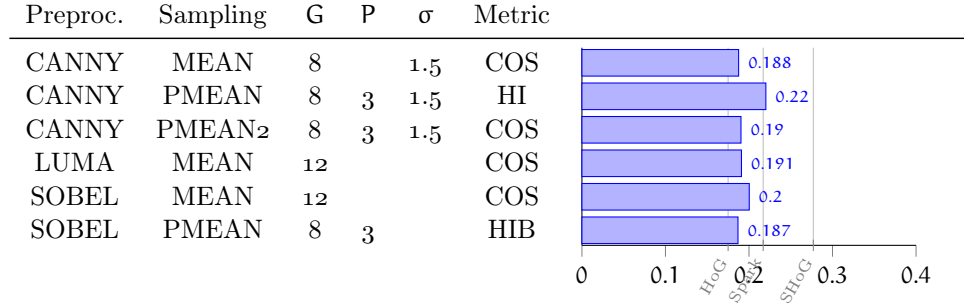 Preproc. Sampling G P σ Metric
CANNY MEAN 8 1.5 COS 0.188
CANNY PMEAN 8 3 1.5 HI 0.22
CANNY PMEAN2 8 3 1.5 COS 0.19
LUMA MEAN 12 COS 0.191
SOBEL MEAN 12 COS 0.2
SOBEL PMEAN 8 3 HIB 0.187
0 0.1 0.2 0.3 0.4
HoG Spark SHoG